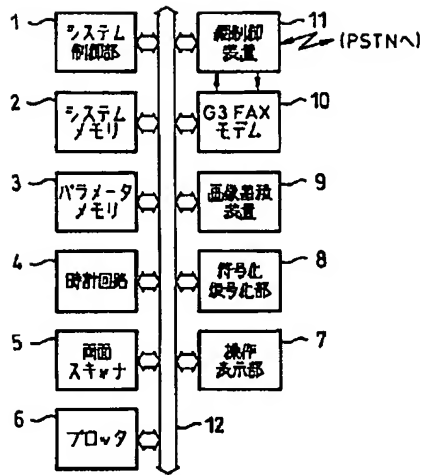 1
システム
制御部
2
システム
メモリ
3
パラメータ
メモリ
4
時計回路
5
両面
スキャナ
6
プロッタ
11
網制御
装置
(PSTNへ)
10
G3 FAX
モデム
9
画像蓄積
装置
8
符号化
復号化部
7
操作
表示部
12